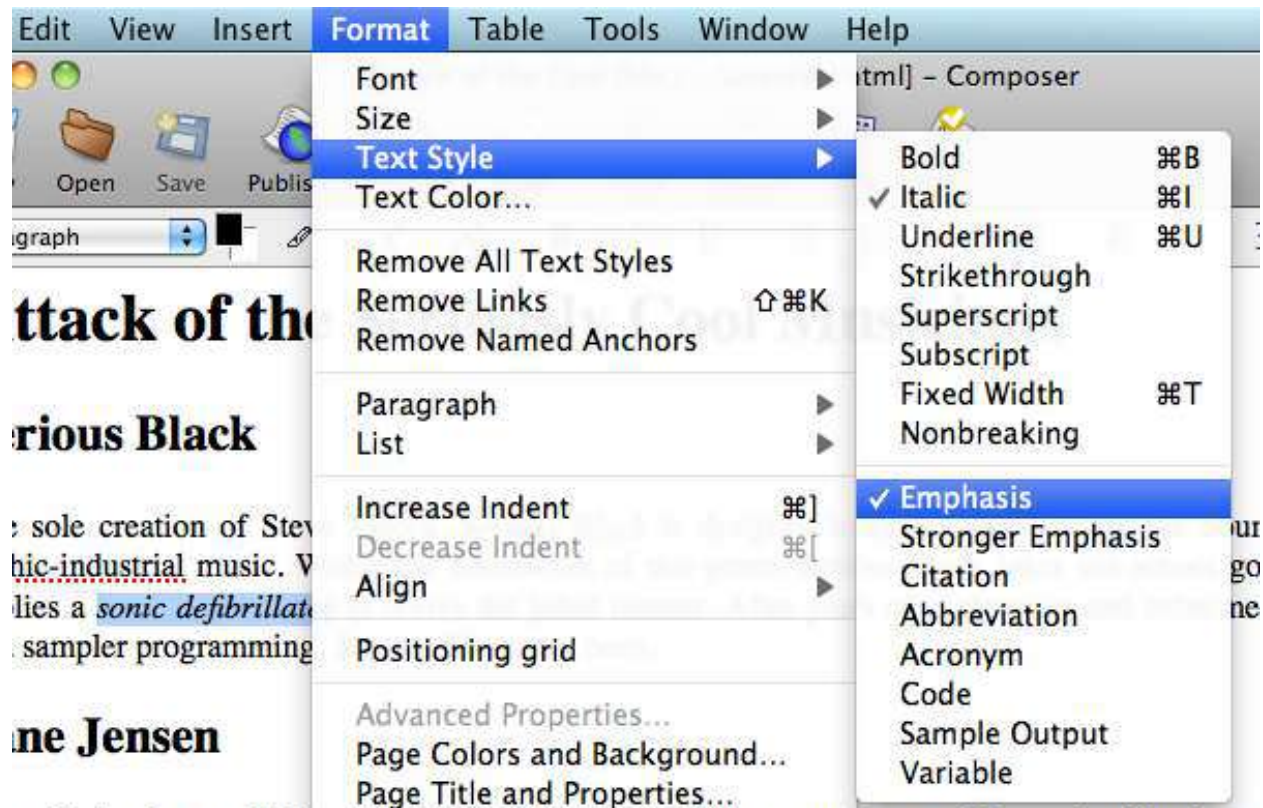 Edit View Insert Format Table Tools Window Help
tml] – Composer
Open Save Publis
graph
Font
Size
Text Style
Text Color...
Remove All Text Styles
Remove Links ⇧⌘K
Remove Named Anchors
Paragraph
List
Increase Indent ⌘]
Decrease Indent ⌘[
Align
Positioning grid
Advanced Properties...
Page Colors and Background...
Page Title and Properties...
Bold ⌘B
✓ Italic ⌘I
Underline ⌘U
Strikethrough
Superscript
Subscript
Fixed Width ⌘T
Nonbreaking
✓ Emphasis
Stronger Emphasis
Citation
Abbreviation
Acronym
Code
Sample Output
Variable
ttack of the
rious Black
sole creation of Stev
hic-industrial music. W
plies a sonic defibrillat
sampler programming
ne Jensen